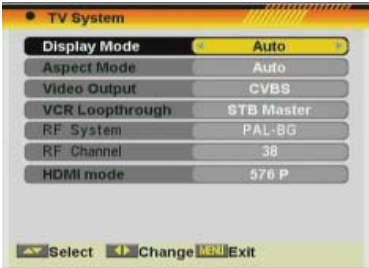 TV System
Display Mode Auto
Aspect Mode Auto
Video Output CVBS
VCR Loopthrough STB Master
RF System PAL-BG
RF Channel 38
HDMI mode 576 P
Select Change MENU Exit